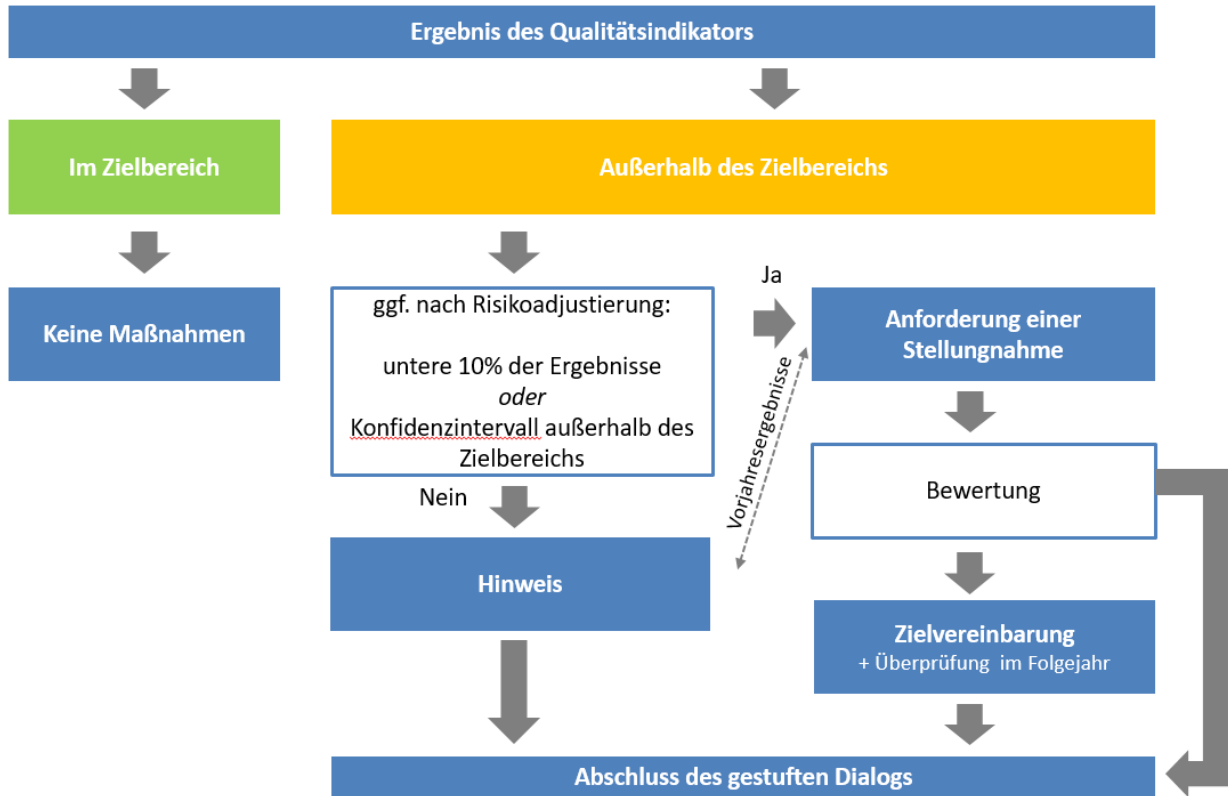 Ergebnis des Qualitätsindikators
Im Zielbereich
Außerhalb des Zielbereichs
Keine Maßnahmen
ggf. nach Risikoadjustierung:
untere 10% der Ergebnisse
oder
Konfidenzintervall außerhalb des
Zielbereichs
Ja
Nein
Vorjahresergebnisse
Anforderung einer
Stellungnahme
Bewertung
Hinweis
Zielvereinbarung
+ Überprüfung im Folgejahr
Abschluss des gestuften Dialogs